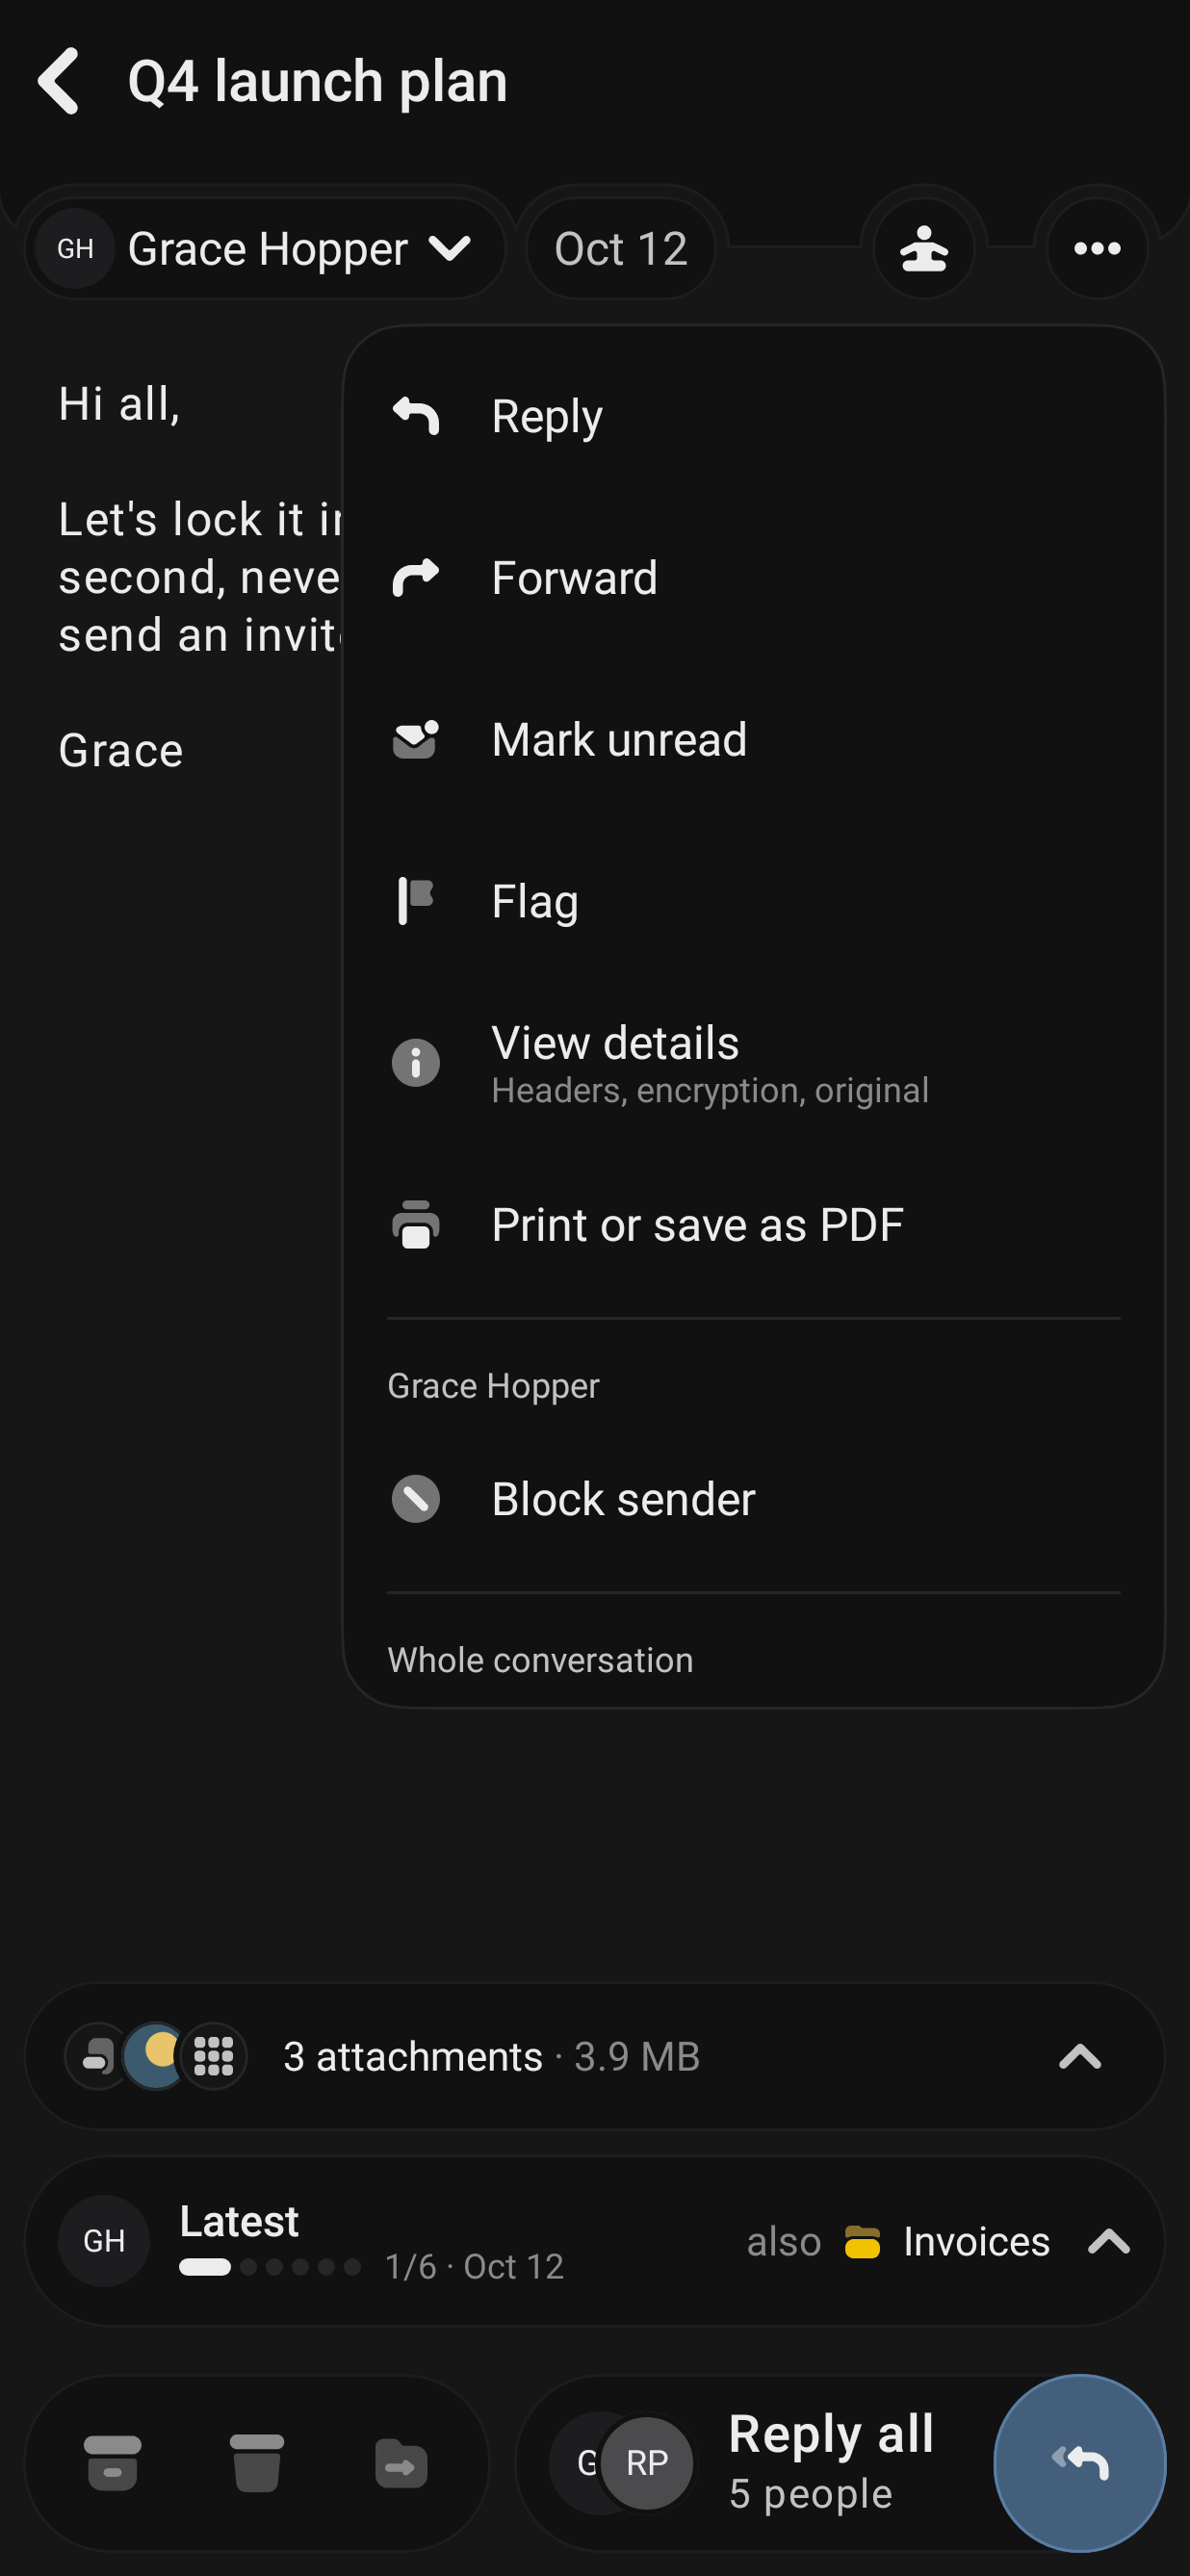 Q4 launch plan
GH Grace Hopper Oct 12
Hi all,
Let's lock it in
second, neve
send an invit
Grace
Reply
Forward
Mark unread
Flag
View details
Headers, encryption, original
Print or save as PDF
Grace Hopper
Block sender
Whole conversation
3 attachments · 3.9 MB
GH Latest
1/6 · Oct 12
also Invoices
G RP Reply all
5 people